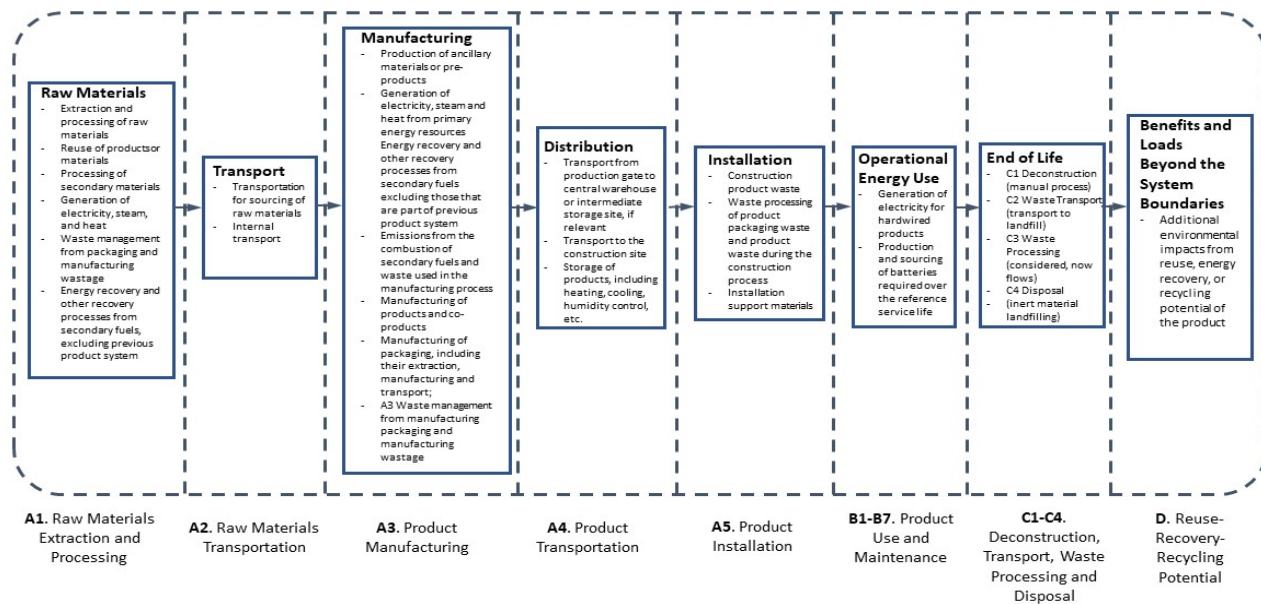 Raw Materials
- Extraction and
processing of raw
materials
- Reuse of productsor
materials
- Processing of
secondary materials
- Generation of
electricity, steam,
and heat
- Waste management
from packaging and
manufacturing
wastage
- Energy recovery and
other recovery
processes from
secondary fuels,
excluding previous
product system
Transport
- Transportation
for sourcing of
raw materials
- Internal
transport
Manufacturing
- Production of ancillary
materials or pre-
products
- Generation of
electricity, steam and
heat from primary
energy resources
Energy recovery and
other recovery
processes from
secondary fuels
excluding those that
are part of previous
product system
- Emissions from the
combustion of
secondary fuels and
waste used in the
manufacturing process
- Manufacturing of
products and co-
products
- Manufacturing of
packaging, including
their extraction,
manufacturing and
transport;
- A3 Waste management
from manufacturing
packaging and
manufacturing
wastage
Distribution
- Transport from
production gate to
central warehouse
or intermediate
storage site, if
relevant
- Transport to the
construction site
- Storage of
products, including
heating, cooling,
humidity control,
etc.
Installation
- Construction
product waste
- Waste processing
of product
packaging waste
and product
waste during the
construction
process
- Installation
support materials
Operational
Energy Use
- Generation of
electricity for
hardwired
products
- Production
and sourcing
of batteries
required over
the reference
service life
End of Life
- C1 Deconstruction
(manual process)
- C2 Waste Transport
(transport to
landfill)
- C3 Waste
Processing
(considered, now
flows)
- C4 Disposal
- (inert material
landfilling)
Benefits and
Loads
Beyond the
System
Boundaries
- Additional
environmental
impacts from
reuse, energy
recovery, or
recycling
potential of
the product
A1. Raw Materials
Extraction and
Processing
A2. Raw Materials
Transportation
A3. Product
Manufacturing
A4. Product
Transportation
A5. Product
Installation
B1-B7. Product
Use and
Maintenance
C1-C4.
Deconstruction,
Transport, Waste
Processing and
Disposal
D. Reuse-
Recovery-
Recycling
Potential